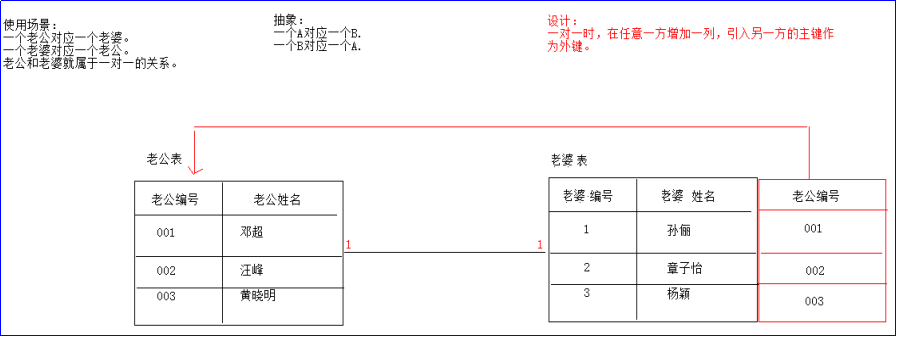 使用场景:
一个老公对应一个老婆。
一个老婆对应一个老公。
老公和老婆就属于一对一的关系。
抽象:
一个A对应一个B.
一个B对应一个A.
设计:
一对一时,在任意一方增加一列,引入另一方的主键作
为外键。
老公表
老公编号 老公姓名
001 邓超
002 汪峰
003 黄晓明
1 1
老婆 表
老婆 编号 老婆 姓名 老公编号
1 孙俪 001
2 章子怡 002
3 杨颖 003